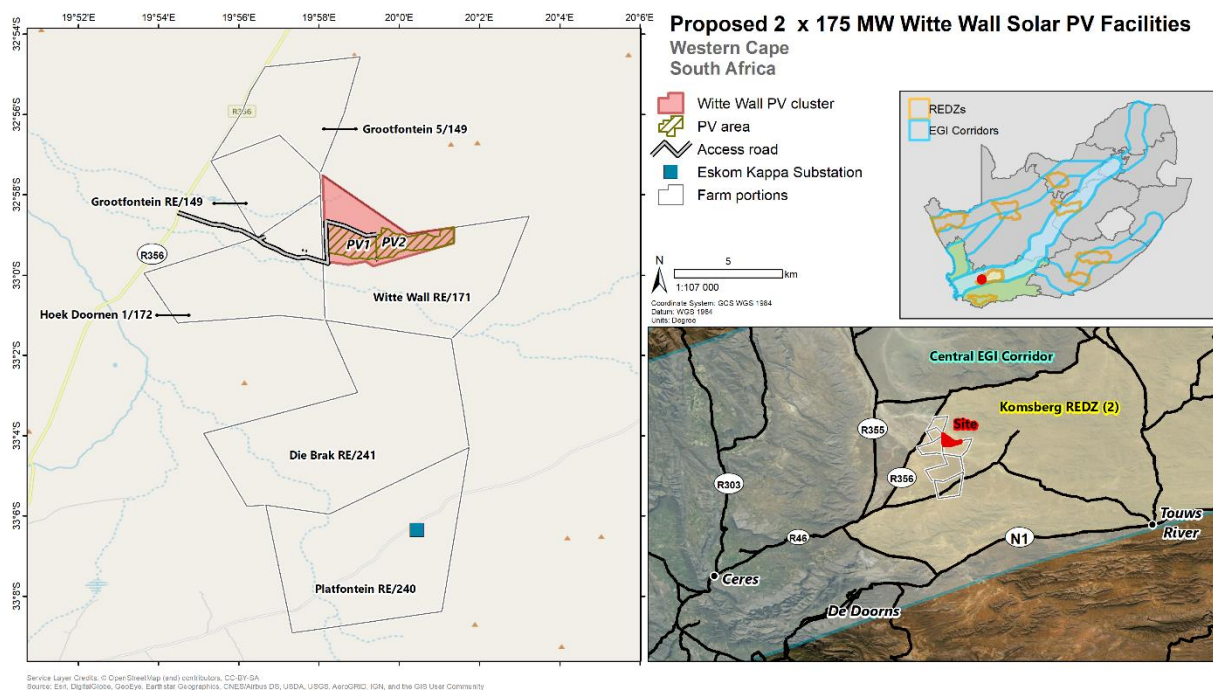 Proposed 2 x 175 MW Witte Wall Solar PV Facilities
Western Cape
South Africa
Witte Wall PV cluster
PV area
Access road
Eskom Kappa Substation
Farm portions
N
5
km
1:107 000
Coordinate System: GCS WGS 1984
Datum: WGS 1984
Units: Degree
19°52'E
19°54'E
19°56'E
19°58'E
20°0'E
20°2'E
20°4'E
20°6'E
32°54'S
32°56'S
32°58'S
33°0'S
33°2'S
33°4'S
33°6'S
33°8'S
R356
Grootfontein 5/149
Grootfontein RE/149
PV1
PV2
R356
Witte Wall RE/171
Hoek Doornen 1/172
Die Brak RE/241
Platfontein RE/240
REDZs
EGI Corridors
Central EGI Corridor
Komsberg REDZ (2)
Site
R355
R356
R303
R46
N1
Touws
River
Ceres
De Doorns
Service Layer Credits: © OpenStreetMap (and) contributors, CC-BY-SA
Source: Esri, DigitalGlobe, GeoEye, Earthstar Geographics, CNES/Airbus DS, USDA, USGS, AeroGRID, IGN, and the GIS User Community